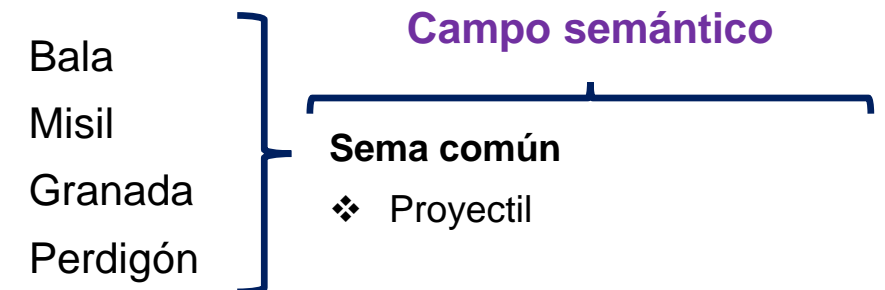 Campo semántico
Bala
Misil
Granada
Perdigón
Sema común
❖ Proyectil